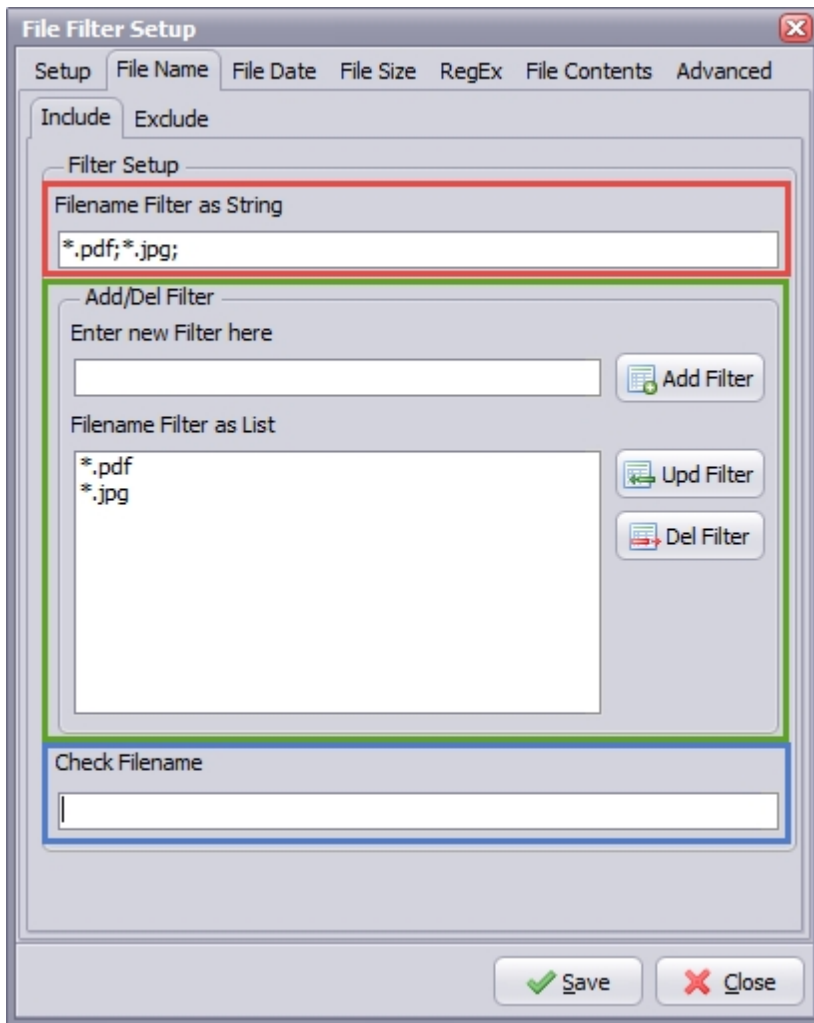 File Filter Setup
Setup File Name File Date File Size RegEx File Contents Advanced
Include Exclude
Filter Setup
Filename Filter as String
*.pdf;*.jpg;
Add/Del Filter
Enter new Filter here
Add Filter
Filename Filter as List
*.pdf
*.jpg
Upd Filter
Del Filter
Check Filename
Save Close